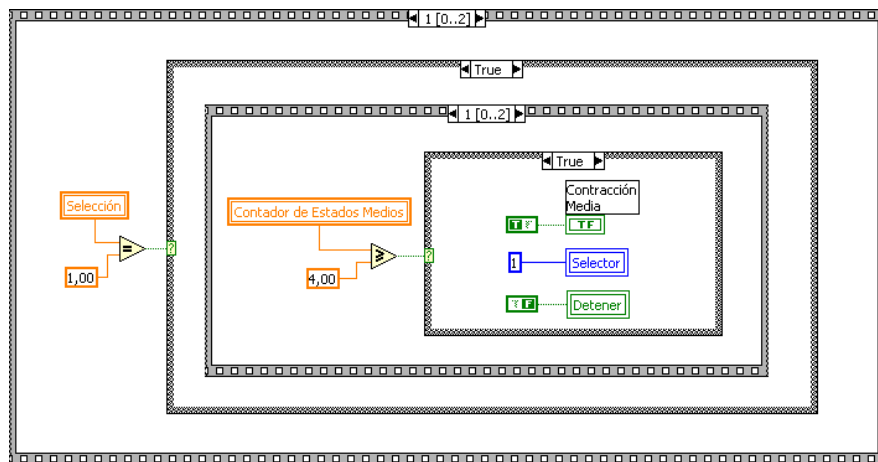 1 [0..2]
True
1 [0..2]
True
Selección
=
1,00
?
Contador de Estados Medios
≥
4,00
?
Contracción
Media
T F
TF
1
Selector
F
Detener